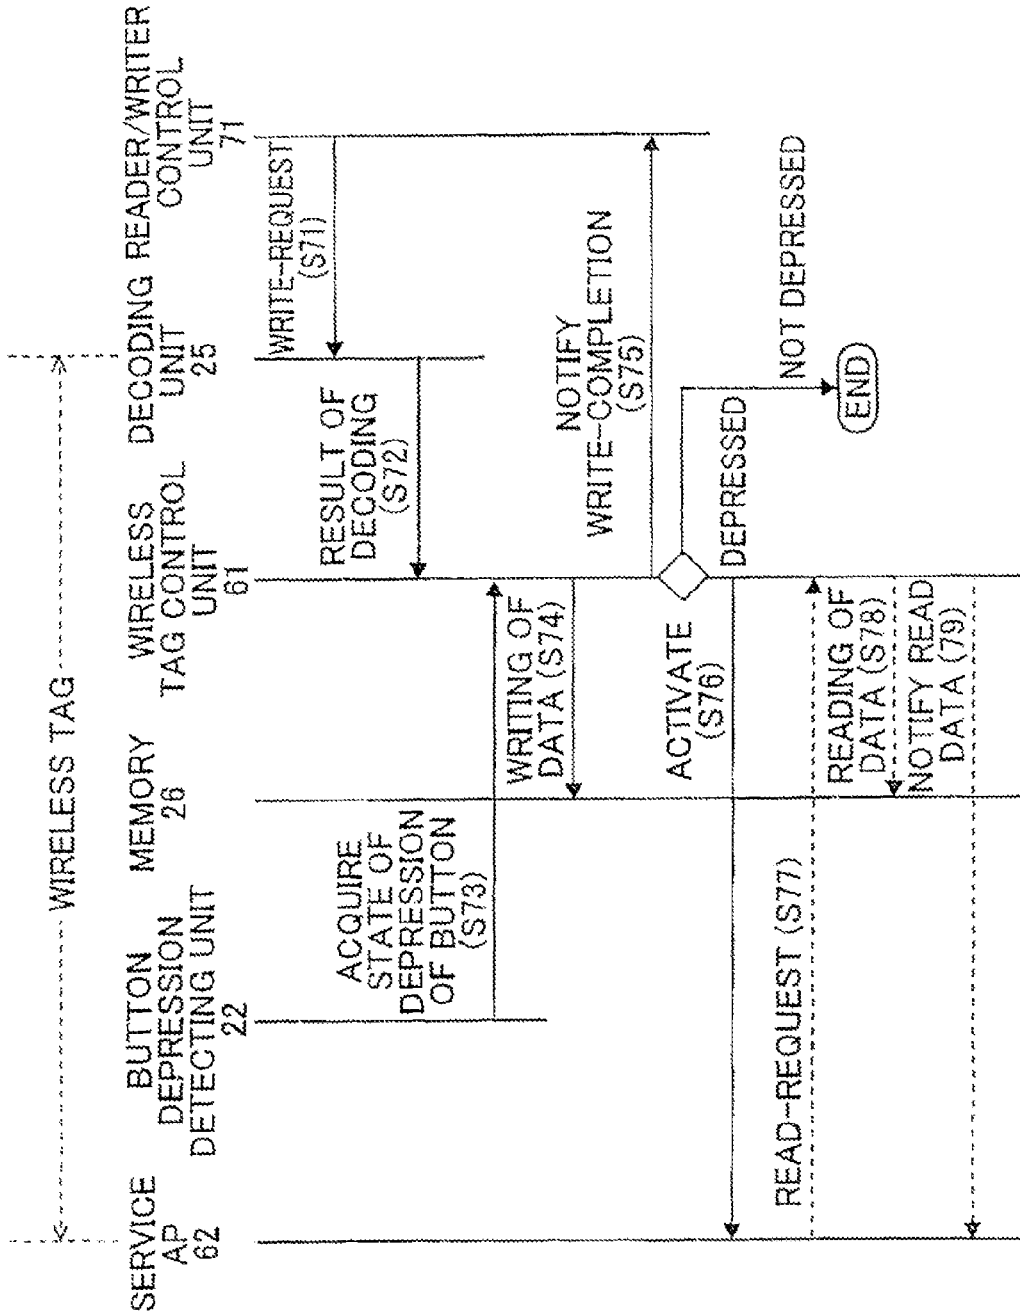 WIRELESS TAG
SERVICE
AP
62
BUTTON
DEPRESSION
DETECTING UNIT
22
MEMORY
26
WIRELESS
TAG CONTROL
UNIT
61
DECODING
UNIT
25
READER/WRITER
CONTROL
UNIT
71
WRITE-REQUEST
(S71)
RESULT OF
DECODING
(S72)
ACQUIRE
STATE OF
DEPRESSION
OF BUTTON
(S73)
WRITING OF
DATA (S74)
NOTIFY
WRITE-COMPLETION
(S75)
ACTIVATE
(S76)
DEPRESSED
NOT DEPRESSED
END
READ-REQUEST (S77)
READING OF
DATA (S78)
NOTIFY READ
DATA (79)